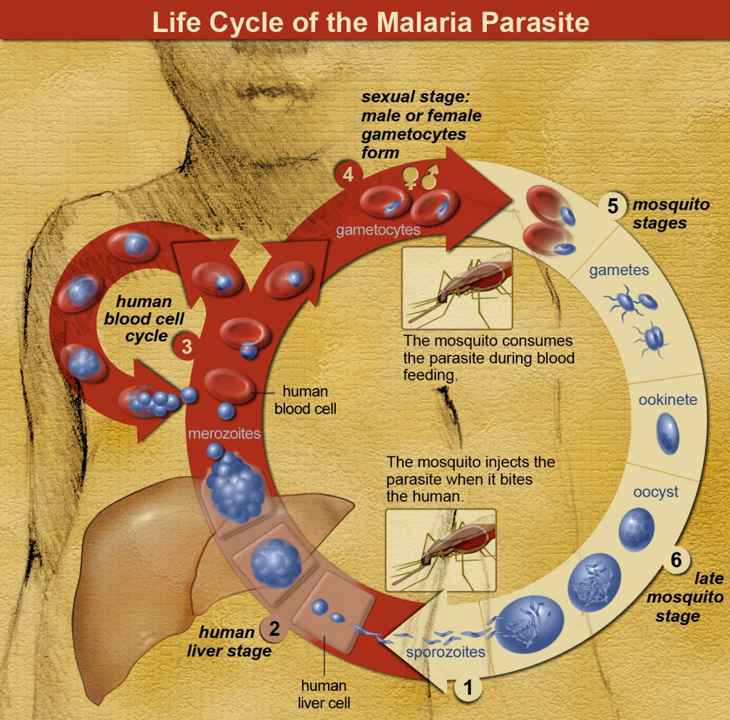 Life Cycle of the Malaria Parasite
sexual stage:
male or female
gametocytes
form
4
♀♂
gametocytes
5
mosquito
stages
gametes
human
blood cell
cycle
3
The mosquito consumes
the parasite during blood
feeding.
human
blood cell
merozoites
ookinete
The mosquito injects the
parasite when it bites
the human.
oocyst
6
late
mosquito
stage
human
liver stage
2
sporozoites
1
human
liver cell